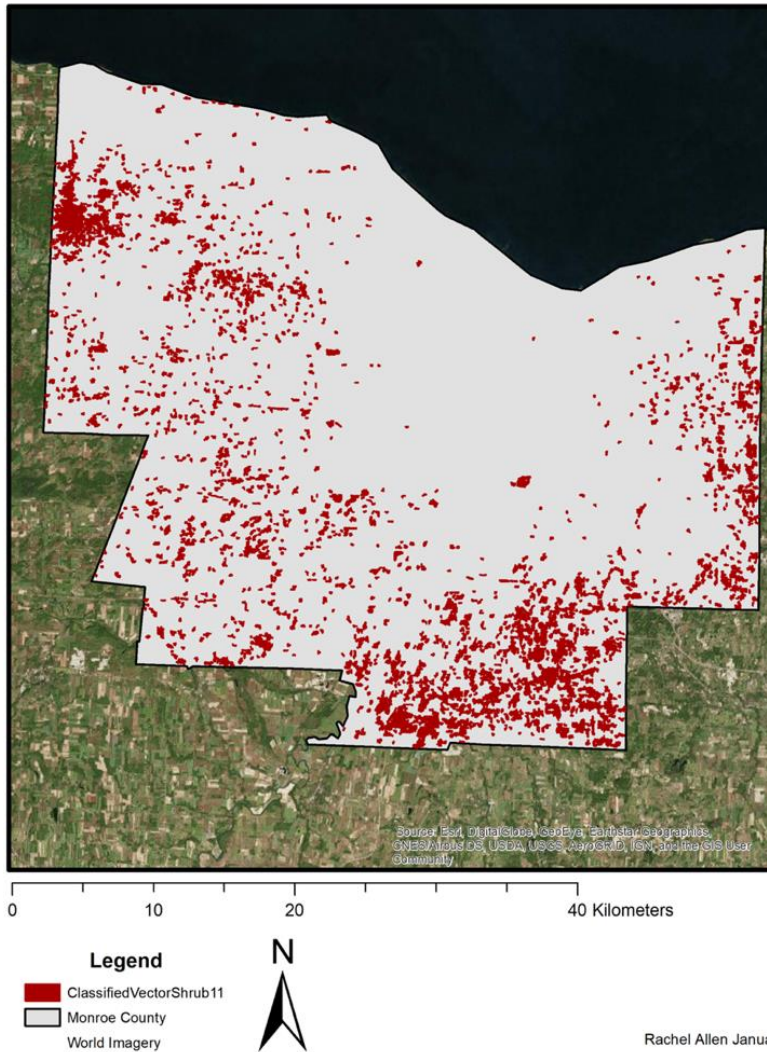 Source: Esri, DigitalGlobe, GeoEye, Earthstar Geographics,
CNES/Airbus DS, USDA, USGS, AeroGRID, IGN, and the GIS User
Community
0 10 20 40 Kilometers
Legend
ClassifiedVectorShrub11
Monroe County
World Imagery
N
Rachel Allen Janua